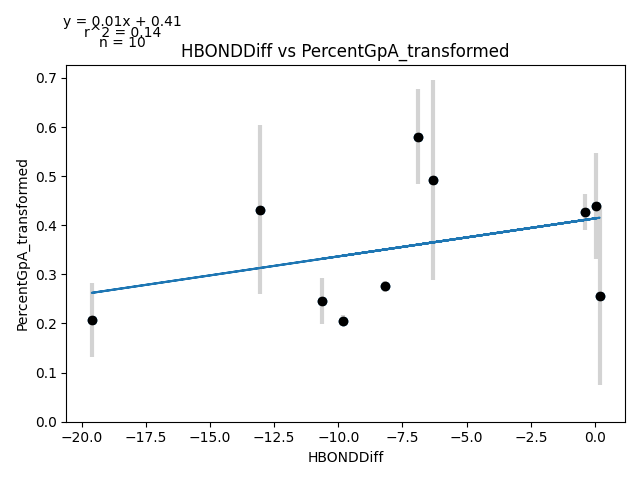 y = 0.01x + 0.41
r^2 = 0.14
n = 10
HBONDDiff vs PercentGpA_transformed
PercentGpA_transformed
0.7
0.6
0.5
0.4
0.3
0.2
0.1
0.0
−20.0 −17.5 −15.0 −12.5 −10.0 −7.5 −5.0 −2.5 0.0
HBONDDiff